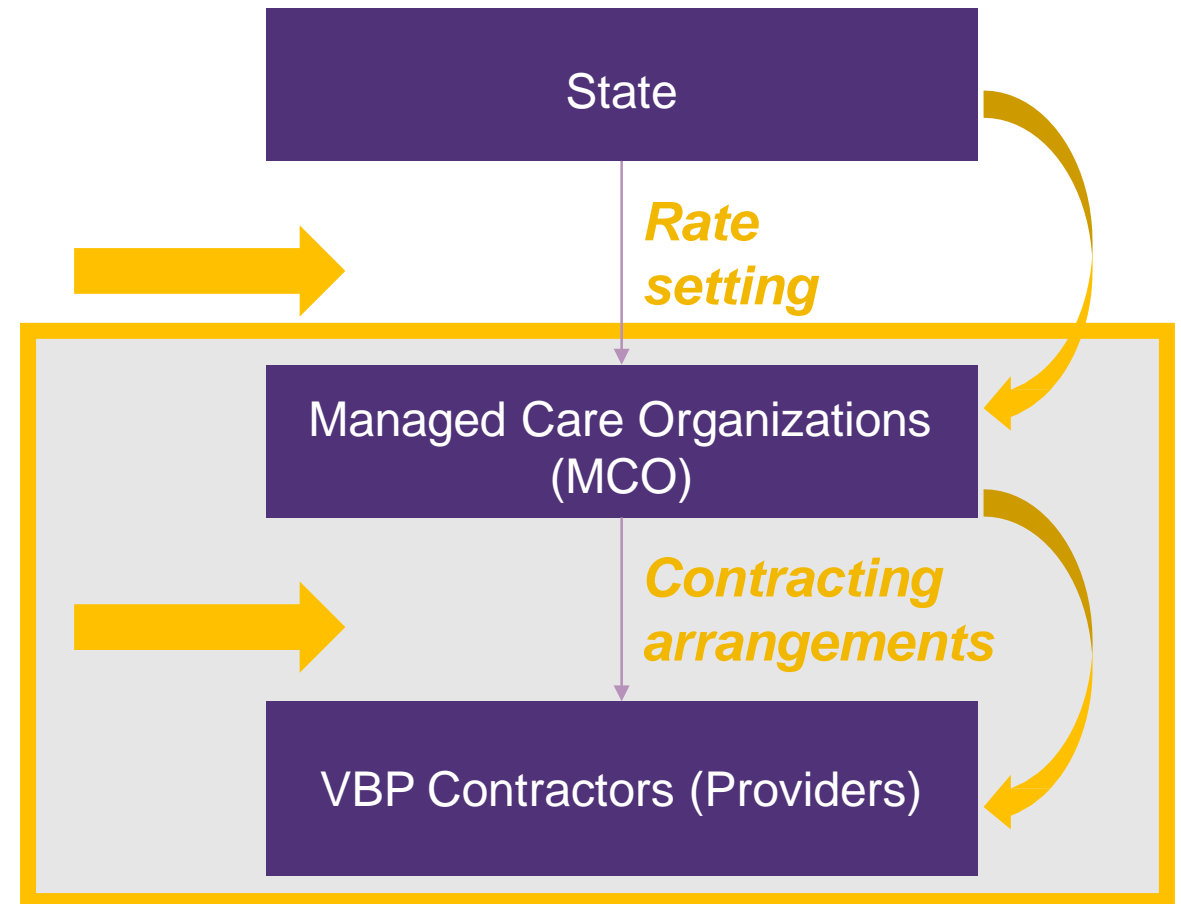 State
Rate
setting
Managed Care Organizations
(MCO)
Contracting
arrangements
VBP Contractors (Providers)